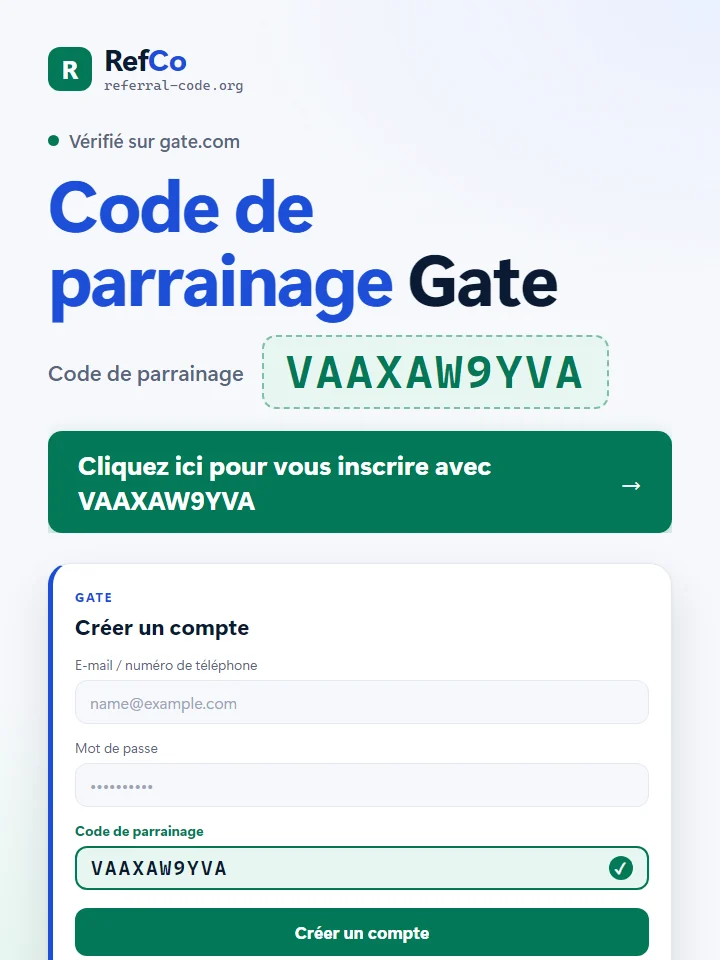 R
RefCo
referral-code.org
Vérifié sur gate.com
Code de
parrainage Gate
Code de parrainage
VAAXAW9YVA
Cliquez ici pour vous inscrire avec
VAAXAW9YVA
→
GATE
Créer un compte
E-mail / numéro de téléphone
name@example.com
Mot de passe
••••••••••
Code de parrainage
VAAXAW9YVA
Créer un compte